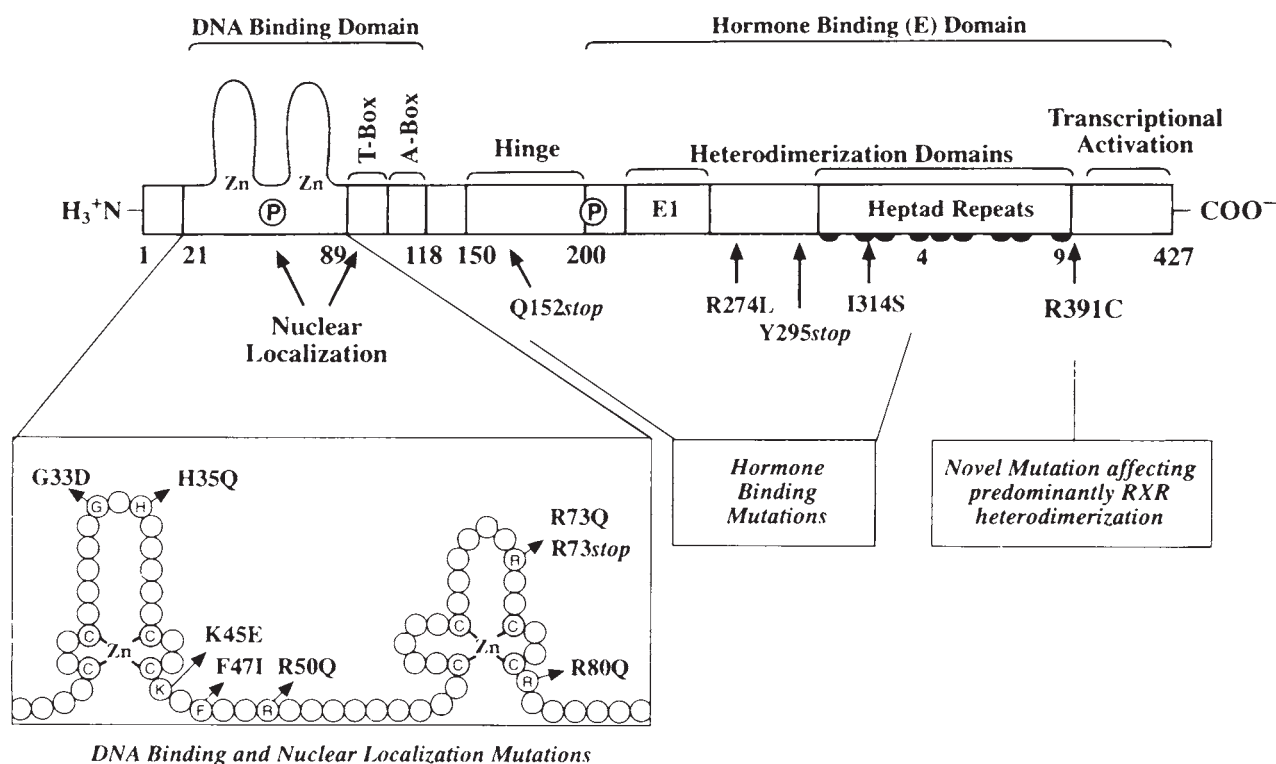 DNA Binding Domain
Hormone Binding (E) Domain
T-Box
A-Box
Hinge
Heterodimerization Domains
Transcriptional
Activation
Zn
Zn
H₃⁺N
P
P
E1
Heptad Repeats
COO⁻
1 21 89 118 150 200 4 9 427
Nuclear
Localization
Q152stop
R274L
Y295stop
I314S
R391C
G33D
H35Q
G H
C C
Zn
C C
K
K45E
F47I
R50Q
F R
R73Q
R73stop
R
C C
Zn
C C
R
R80Q
Hormone
Binding
Mutations
Novel Mutation affecting
predominantly RXR
heterodimerization
DNA Binding and Nuclear Localization Mutations